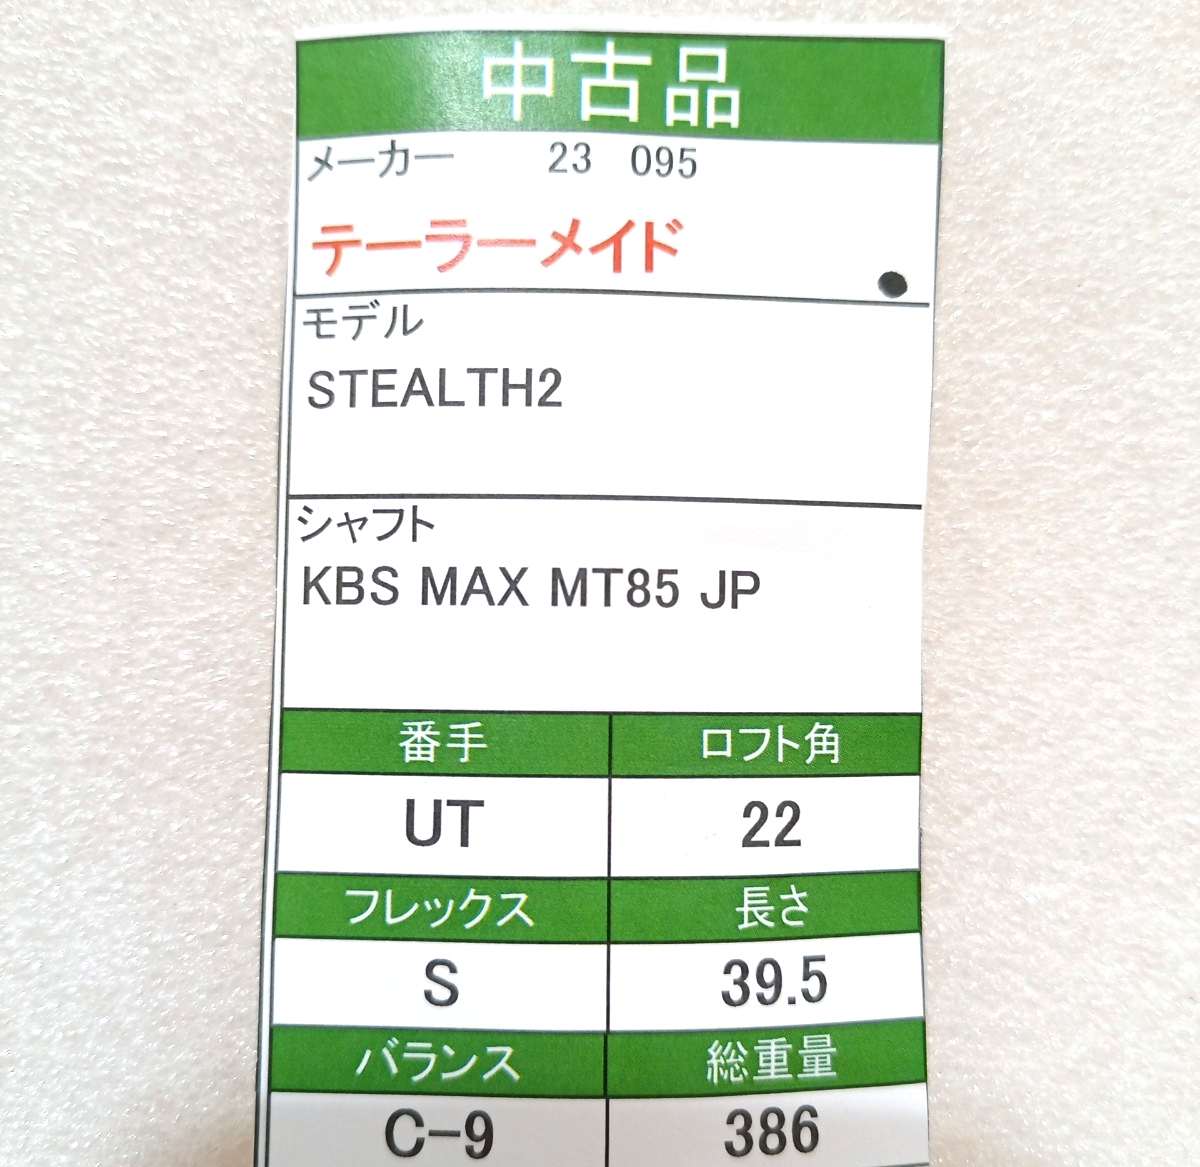 中古品
メーカー 23 095
テーラーメイド
モデル
STEALTH2
シャフト
KBS MAX MT85 JP
番手 ロフト角
UT 22
フレックス 長さ
S 39.5
バランス 総重量
C-9 386